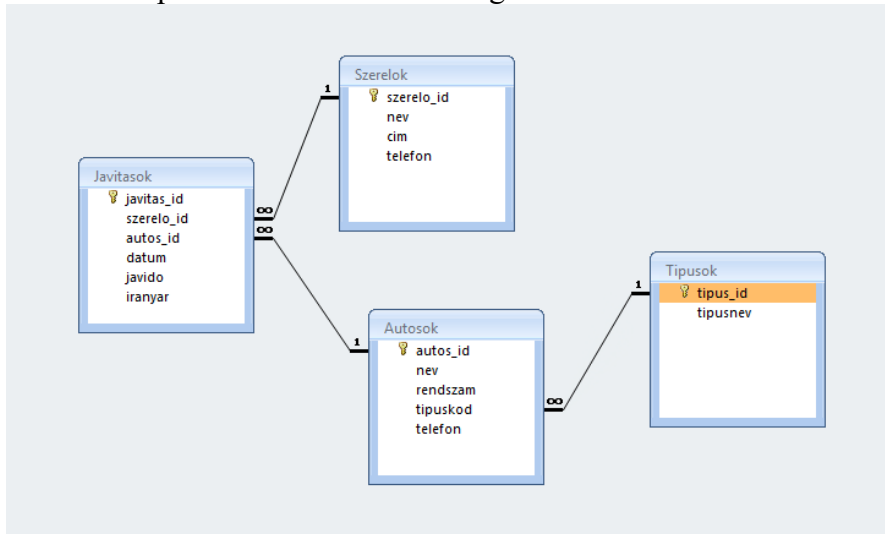 Szerelok
szerelo_id
nev
cim
telefon
1
Javitasok
javitas_id
szerelo_id
autos_id
datum
javido
iranyar
∞
∞
Tipusok
tipus_id
tipusnev
1
Autosok
autos_id
nev
rendszam
tipuskod
telefon
1
∞